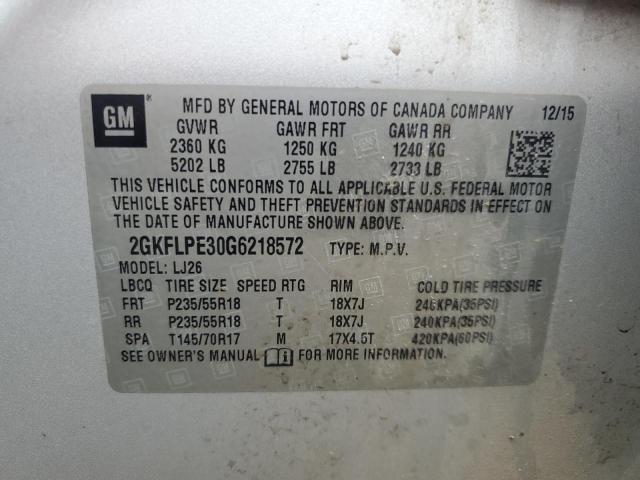 GM ® MFD BY GENERAL MOTORS OF CANADA COMPANY 12/15
GVWR GAWR FRT GAWR RR
2360 KG 1250 KG 1240 KG
5202 LB 2755 LB 2733 LB
THIS VEHICLE CONFORMS TO ALL APPLICABLE U.S. FEDERAL MOTOR
VEHICLE SAFETY AND THEFT PREVENTION STANDARDS IN EFFECT ON
THE DATE OF MANUFACTURE SHOWN ABOVE.
2GKFLPE30G6218572 TYPE: M.P.V.
MODEL: LJ26
LBCQ TIRE SIZE SPEED RTG RIM COLD TIRE PRESSURE
FRT P235/55R18 T 18X7J 240KPA(35PSI)
RR P235/55R18 T 18X7J 240KPA(35PSI)
SPA T145/70R17 M 17X4.5T 420KPA(60PSI)
SEE OWNER'S MANUAL FOR MORE INFORMATION.